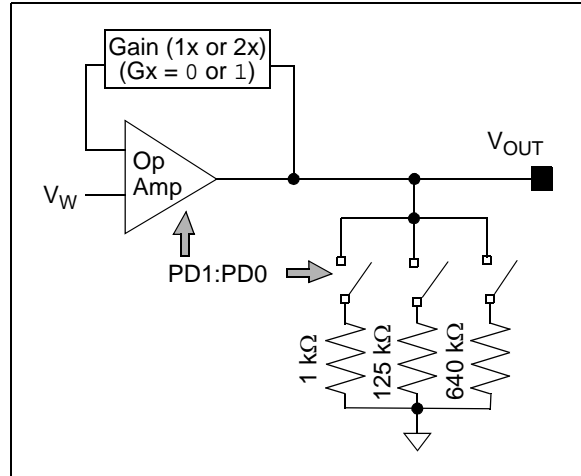 Gain (1x or 2x)
(Gx = 0 or 1)
Op
Amp
VW
VOUT
PD1:PD0
1 kΩ
125 kΩ
640 kΩ